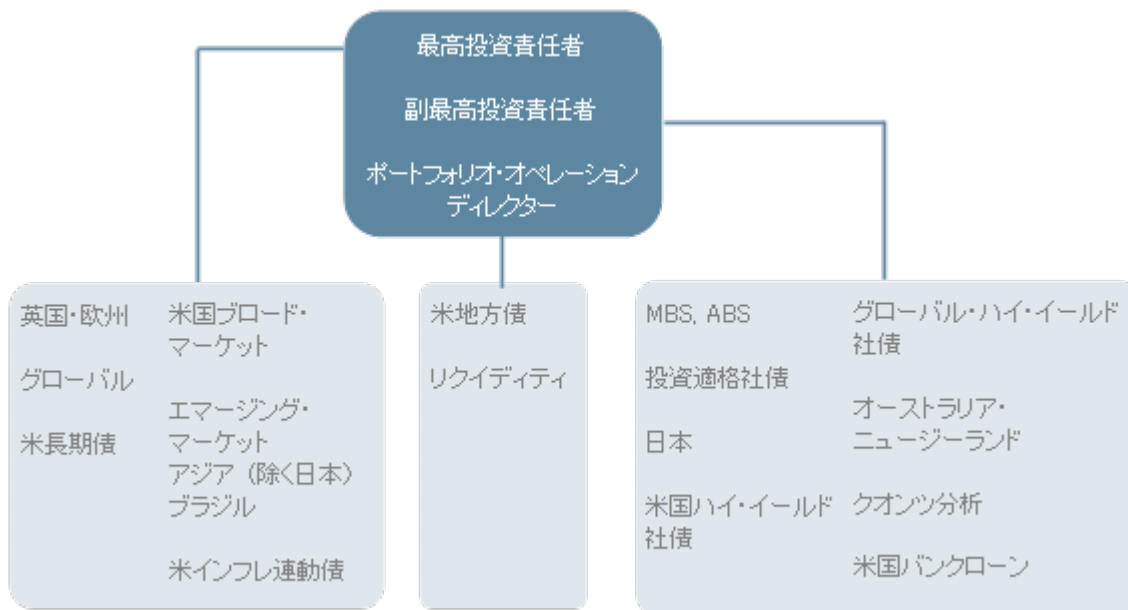 最高投資責任者
副最高投資責任者
ポートフォリオ・オペレーション
ディレクター
英国・欧州
グローバル
米長期債
米国ブロード・
マーケット
エマージング・
マーケット
アジア（除く日本）
ブラジル
米インフレ連動債
米地方債
リクイディティ
MBS, ABS
投資適格社債
日本
米国ハイ・イールド
社債
グローバル・ハイ・イールド
社債
オーストラリア・
ニュージーランド
クオンツ分析
米国バンクローン